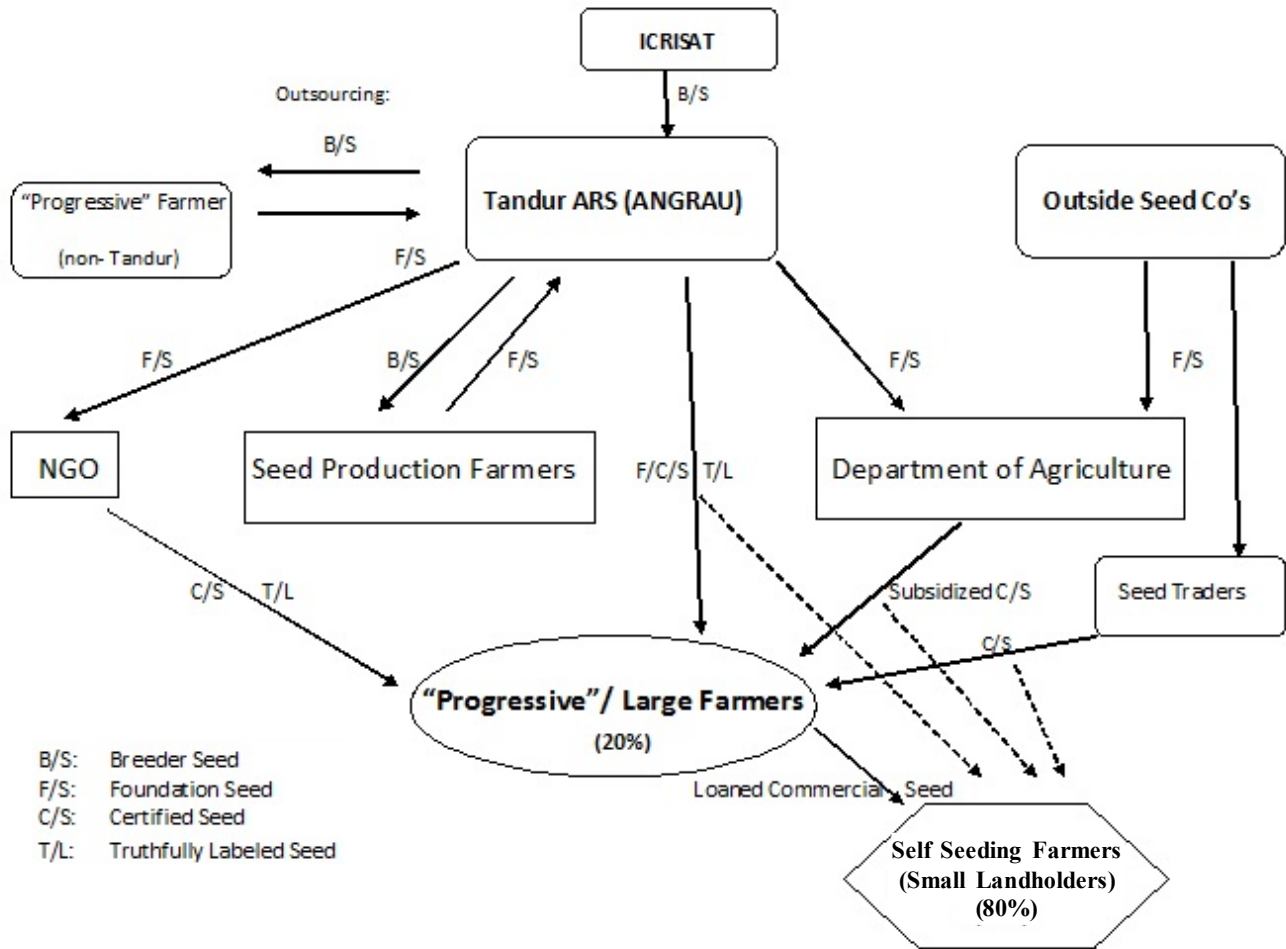 ICRISAT
B/S
Outsourcing:
B/S
Tandur ARS (ANGRAU)
Outside Seed Co's
“Progressive” Farmer
(non- Tandur)
F/S
F/S
B/S
F/S
F/S
F/S
NGO
Seed Production Farmers
F/C/S T/L
Department of Agriculture
C/S T/L
Subsidized C/S
Seed Traders
C/S
“Progressive”/ Large Farmers
(20%)
Loaned Commercial Seed
B/S: Breeder Seed
F/S: Foundation Seed
C/S: Certified Seed
T/L: Truthfully Labeled Seed
Self Seeding Farmers
(Small Landholders)
(80%)